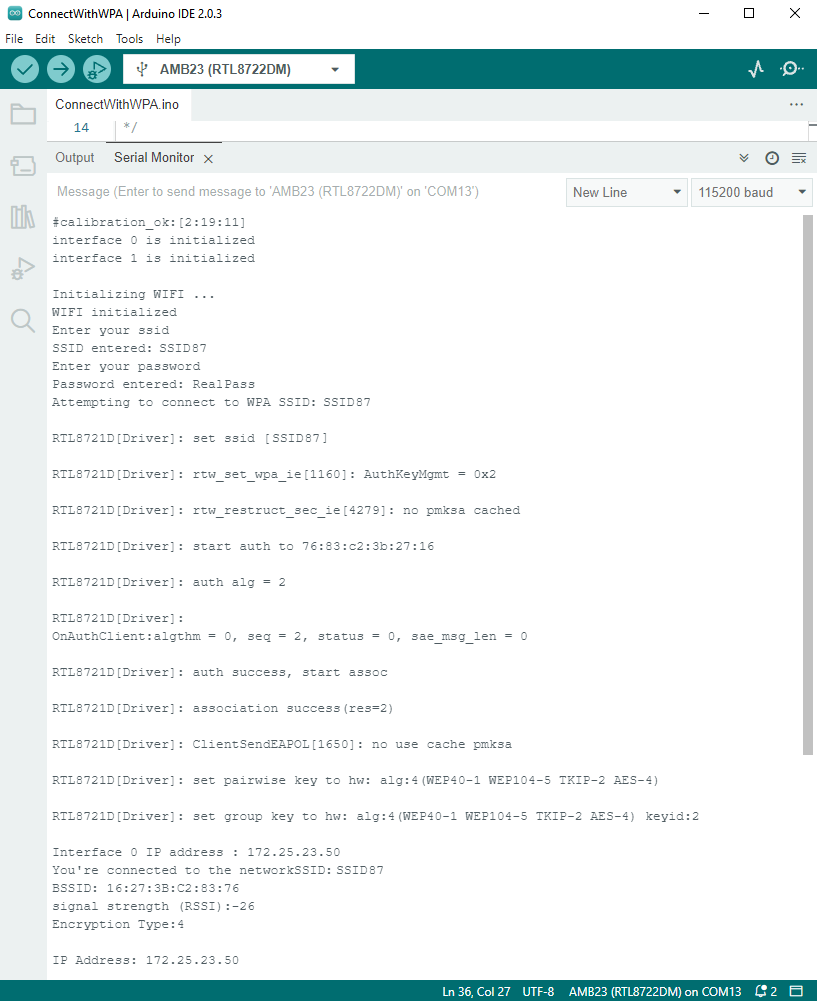 ConnectWithWPA | Arduino IDE 2.0.3
File Edit Sketch Tools Help
AMB23 (RTL8722DM)
ConnectWithWPA.ino
14 */
Output Serial Monitor
Message (Enter to send message to 'AMB23 (RTL8722DM)' on 'COM13')
New Line
115200 baud
#calibration_ok:[2:19:11]
interface 0 is initialized
interface 1 is initialized
Initializing WIFI ...
WIFI initialized
Enter your ssid
SSID entered: SSID87
Enter your password
Password entered: RealPass
Attempting to connect to WPA SSID: SSID87
RTL8721D[Driver]: set ssid [SSID87]
RTL8721D[Driver]: rtw_set_wpa_ie[1160]: AuthKeyMgmt = 0x2
RTL8721D[Driver]: rtw_restruct_sec_ie[4279]: no pmksa cached
RTL8721D[Driver]: start auth to 76:83:c2:3b:27:16
RTL8721D[Driver]: auth alg = 2
RTL8721D[Driver]:
OnAuthClient:algthm = 0, seq = 2, status = 0, sae_msg_len = 0
RTL8721D[Driver]: auth success, start assoc
RTL8721D[Driver]: association success(res=2)
RTL8721D[Driver]: ClientSendEAPOL[1650]: no use cache pmksa
RTL8721D[Driver]: set pairwise key to hw: alg:4(WEP40-1 WEP104-5 TKIP-2 AES-4)
RTL8721D[Driver]: set group key to hw: alg:4(WEP40-1 WEP104-5 TKIP-2 AES-4) keyid:2
Interface 0 IP address : 172.25.23.50
You're connected to the networkSSID: SSID87
BSSID: 16:27:3B:C2:83:76
signal strength (RSSI):-26
Encryption Type:4
IP Address: 172.25.23.50
Ln 36, Col 27 UTF-8 AMB23 (RTL8722DM) on COM13 2